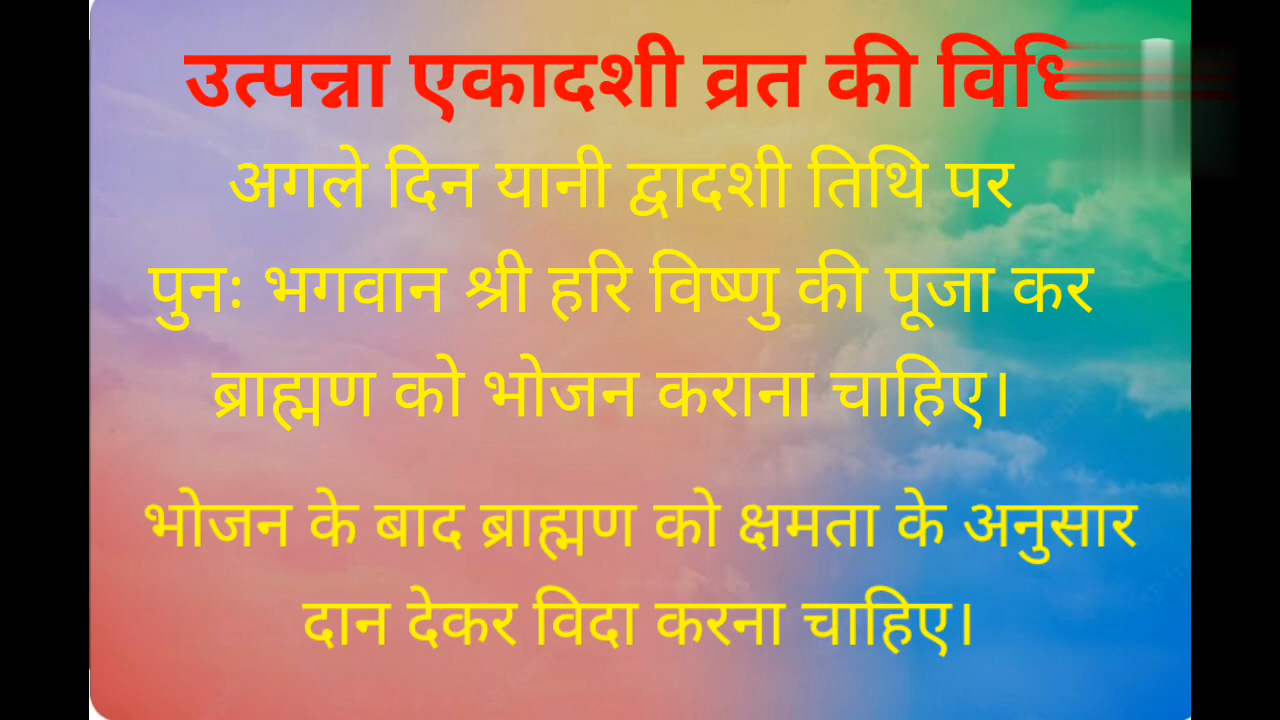 उत्पन्ना एकादशी व्रत की विधि
अगले दिन यानी द्वादशी तिथि पर
पुनः भगवान श्री हरि विष्णु की पूजा कर
ब्राह्मण को भोजन कराना चाहिए।
भोजन के बाद ब्राह्मण को क्षमता के अनुसार
दान देकर विदा करना चाहिए।